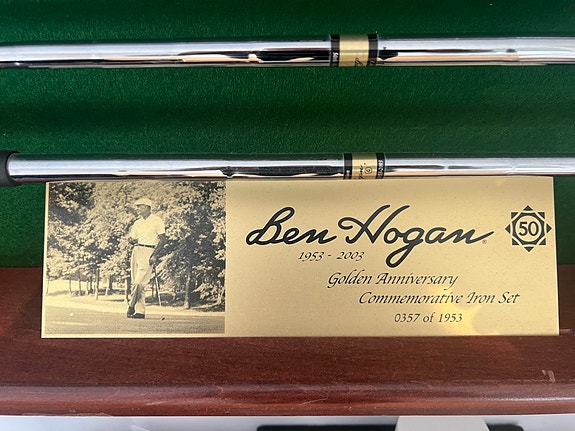 Ben Hogan®
50
1953 - 2003
Golden Anniversary
Commemorative Iron Set
0357 of 1953